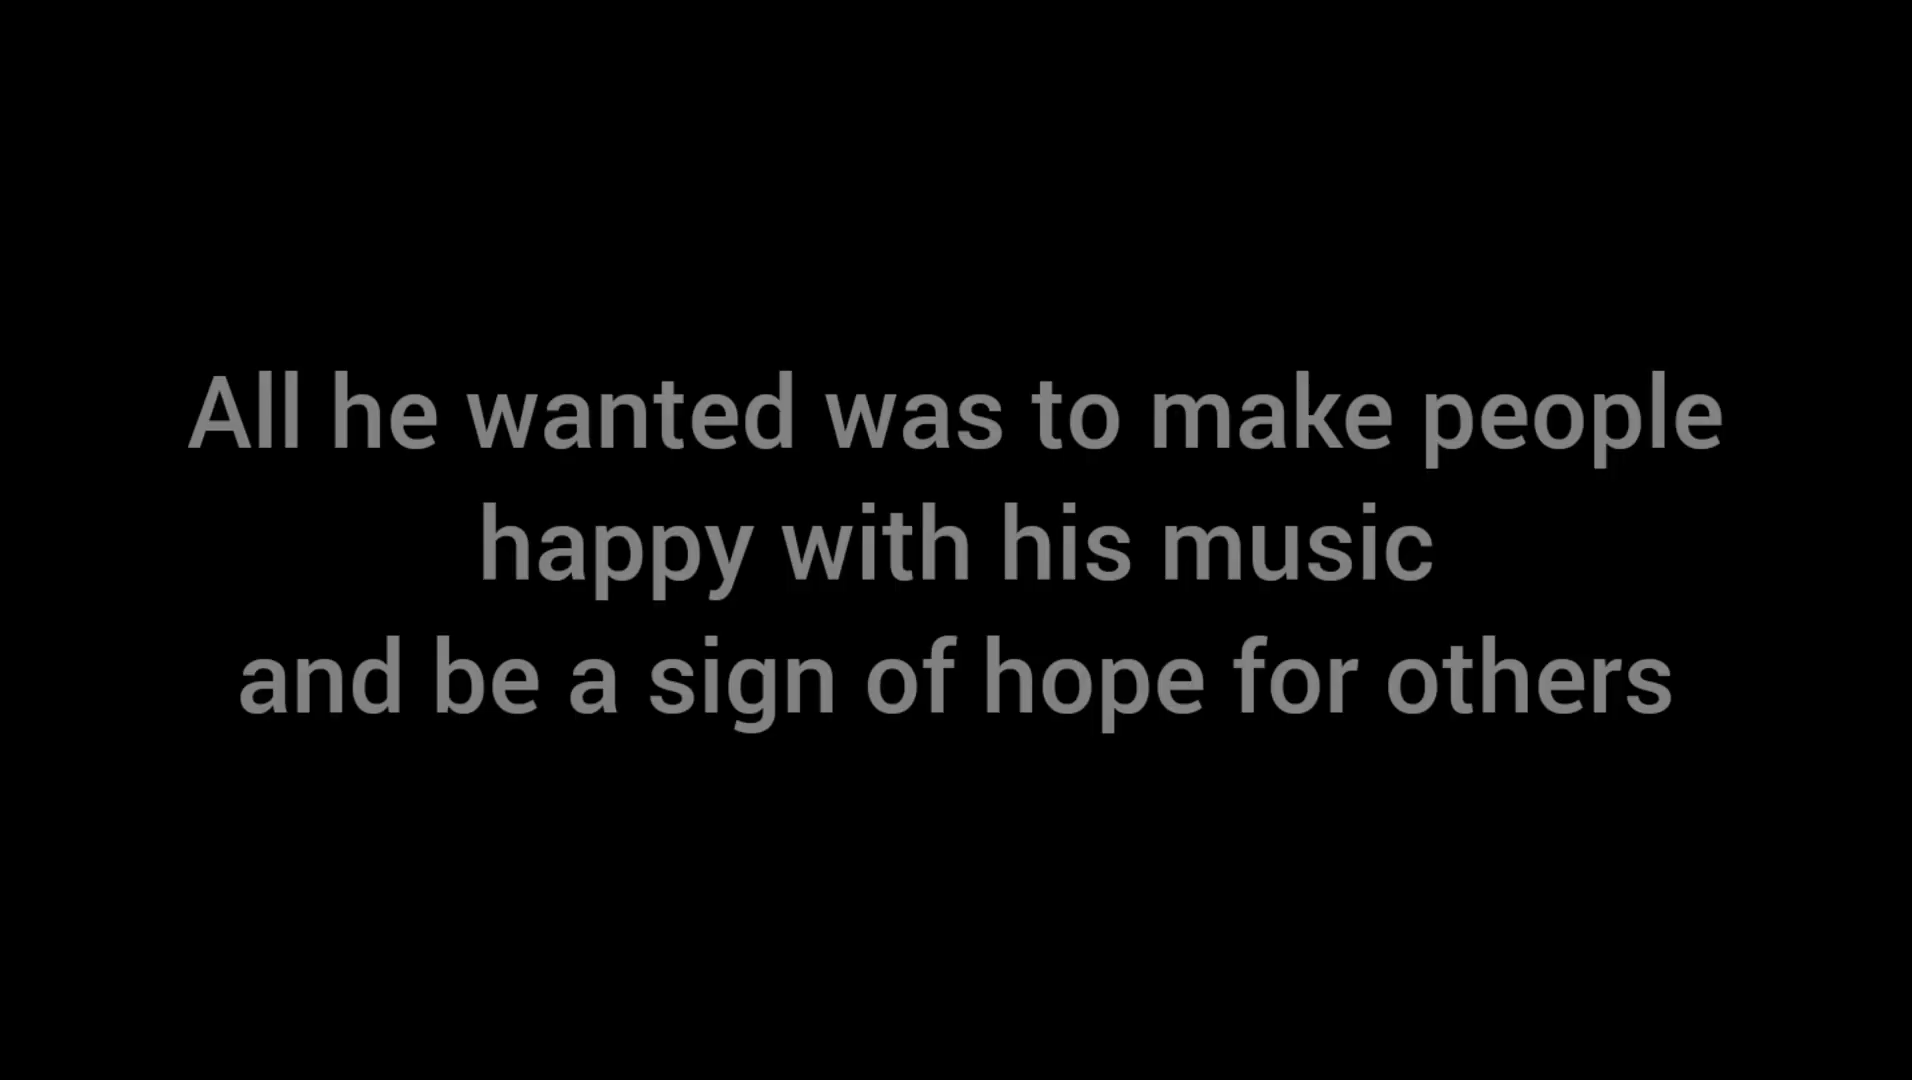 All he wanted was to make people
happy with his music
and be a sign of hope for others